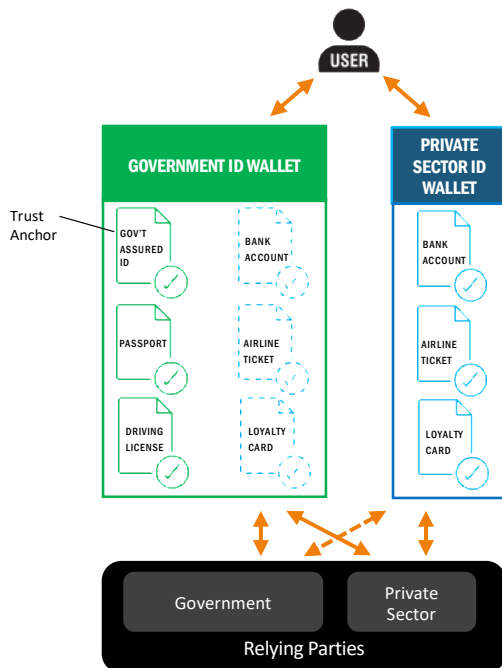 USER
GOVERNMENT ID WALLET
PRIVATE
SECTOR ID
WALLET
Trust
Anchor
GOV'T
ASSURED
ID
BANK
ACCOUNT
BANK
ACCOUNT
PASSPORT
AIRLINE
TICKET
AIRLINE
TICKET
DRIVING
LICENSE
LOYALTY
CARD
LOYALTY
CARD
Government
Private
Sector
Relying Parties